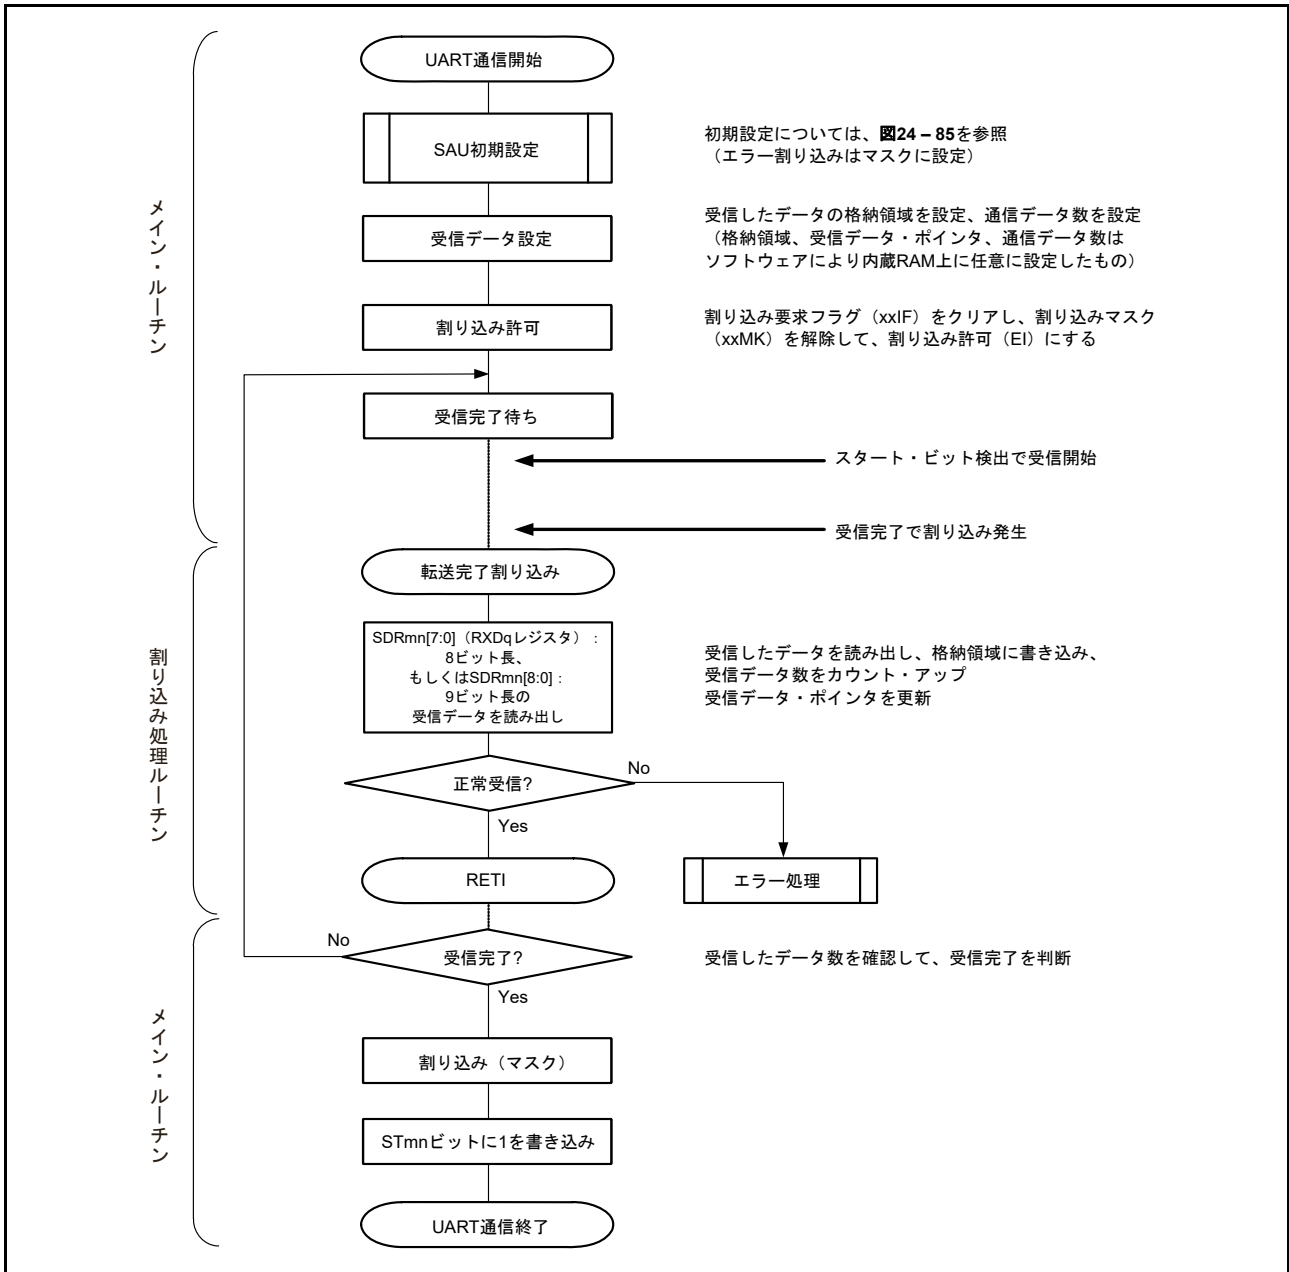 UART通信開始
SAU初期設定
初期設定については、図24 – 85を参照
（エラー割り込みはマスクに設定）
メイン・ルーチン
受信データ設定
受信したデータの格納領域を設定、通信データ数を設定
（格納領域、受信データ・ポインタ、通信データ数は
ソフトウェアにより内蔵RAM上に任意に設定したもの）
割り込み許可
割り込み要求フラグ（xxIF）をクリアし、割り込みマスク
（xxMK）を解除して、割り込み許可（EI）にする
受信完了待ち
スタート・ビット検出で受信開始
受信完了で割り込み発生
転送完了割り込み
割り込み処理ルーチン
SDRmn[7:0]（RXDqレジスタ）:
8ビット長、
もしくはSDRmn[8:0]:
9ビット長の
受信データを読み出し
受信したデータを読み出し、格納領域に書き込み、
受信データ数をカウント・アップ
受信データ・ポインタを更新
正常受信?
No
Yes
RETI
エラー処理
No
受信完了?
受信したデータ数を確認して、受信完了を判断
Yes
メイン・ルーチン
割り込み（マスク）
STmnビットに1を書き込み
UART通信終了